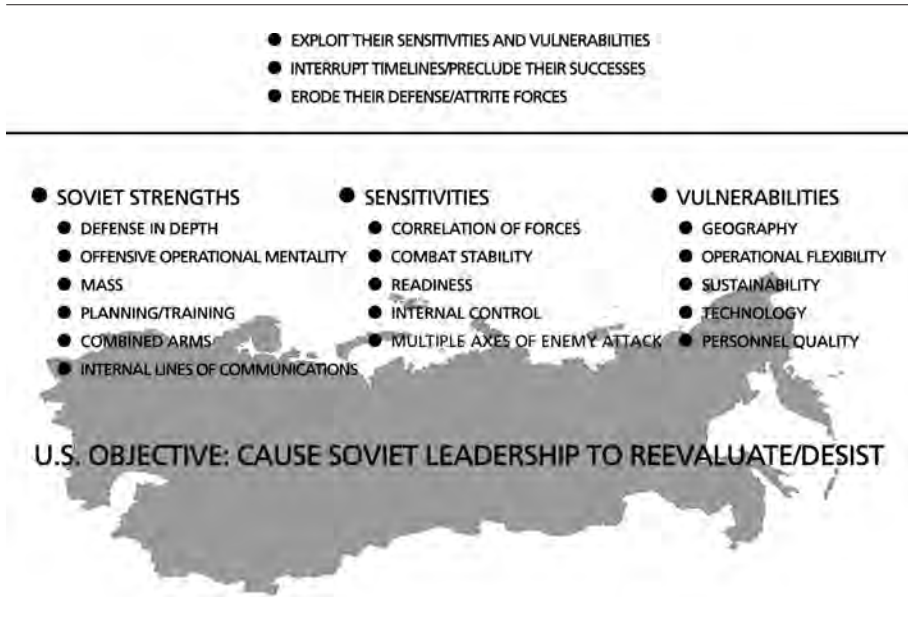 ● EXPLOIT THEIR SENSITIVITIES AND VULNERABILITIES
● INTERRUPT TIMELINES/PRECLUDE THEIR SUCCESSES
● ERODE THEIR DEFENSE/ATTRITE FORCES
● SOVIET STRENGTHS
● DEFENSE IN DEPTH
● OFFENSIVE OPERATIONAL MENTALITY
● MASS
● PLANNING/TRAINING
● COMBINED ARMS
● INTERNAL LINES OF COMMUNICATIONS
● SENSITIVITIES
● CORRELATION OF FORCES
● COMBAT STABILITY
● READINESS
● INTERNAL CONTROL
● MULTIPLE AXES OF ENEMY ATTACK
● VULNERABILITIES
● GEOGRAPHY
● OPERATIONAL FLEXIBILITY
● SUSTAINABILITY
● TECHNOLOGY
● PERSONNEL QUALITY
U.S. OBJECTIVE: CAUSE SOVIET LEADERSHIP TO REEVALUATE/DESIST